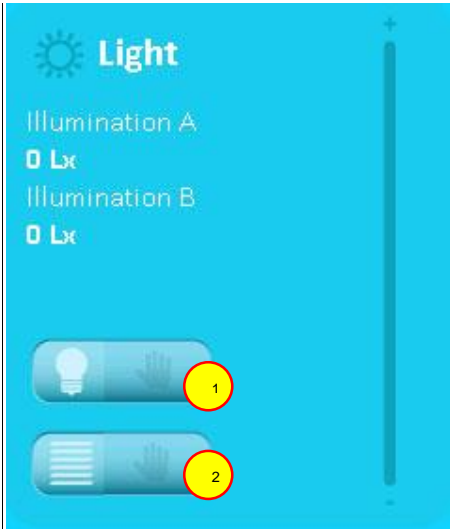 +
Light
Illumination A
0 Lx
Illumination B
0 Lx
1
2
-